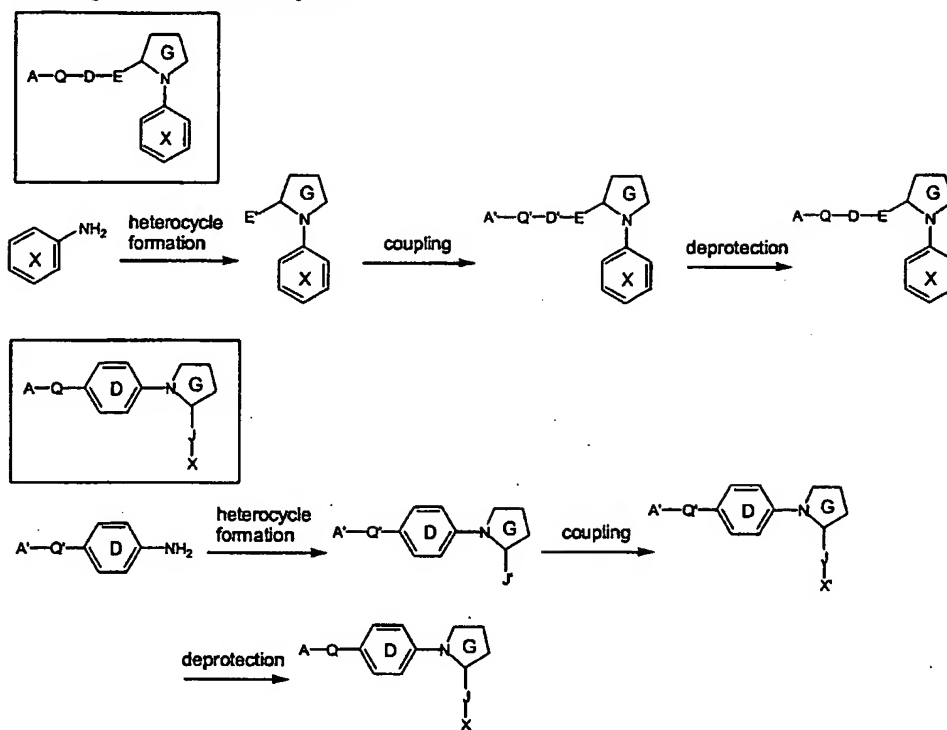 G
A-Q-D-E
N
X
G
G
G
E'
NH2
heterocycle
formation
N
A'-Q'-D'-E
N
A-Q-D-E
N
X
coupling
deprotection
X
X
X
A-Q
D
N
G
J
X
A'-Q'
D
NH2
heterocycle
formation
A'-Q'
D
N
G
J'
coupling
A'-Q'
D
N
G
J
X'
deprotection
A-Q
D
N
G
J
X